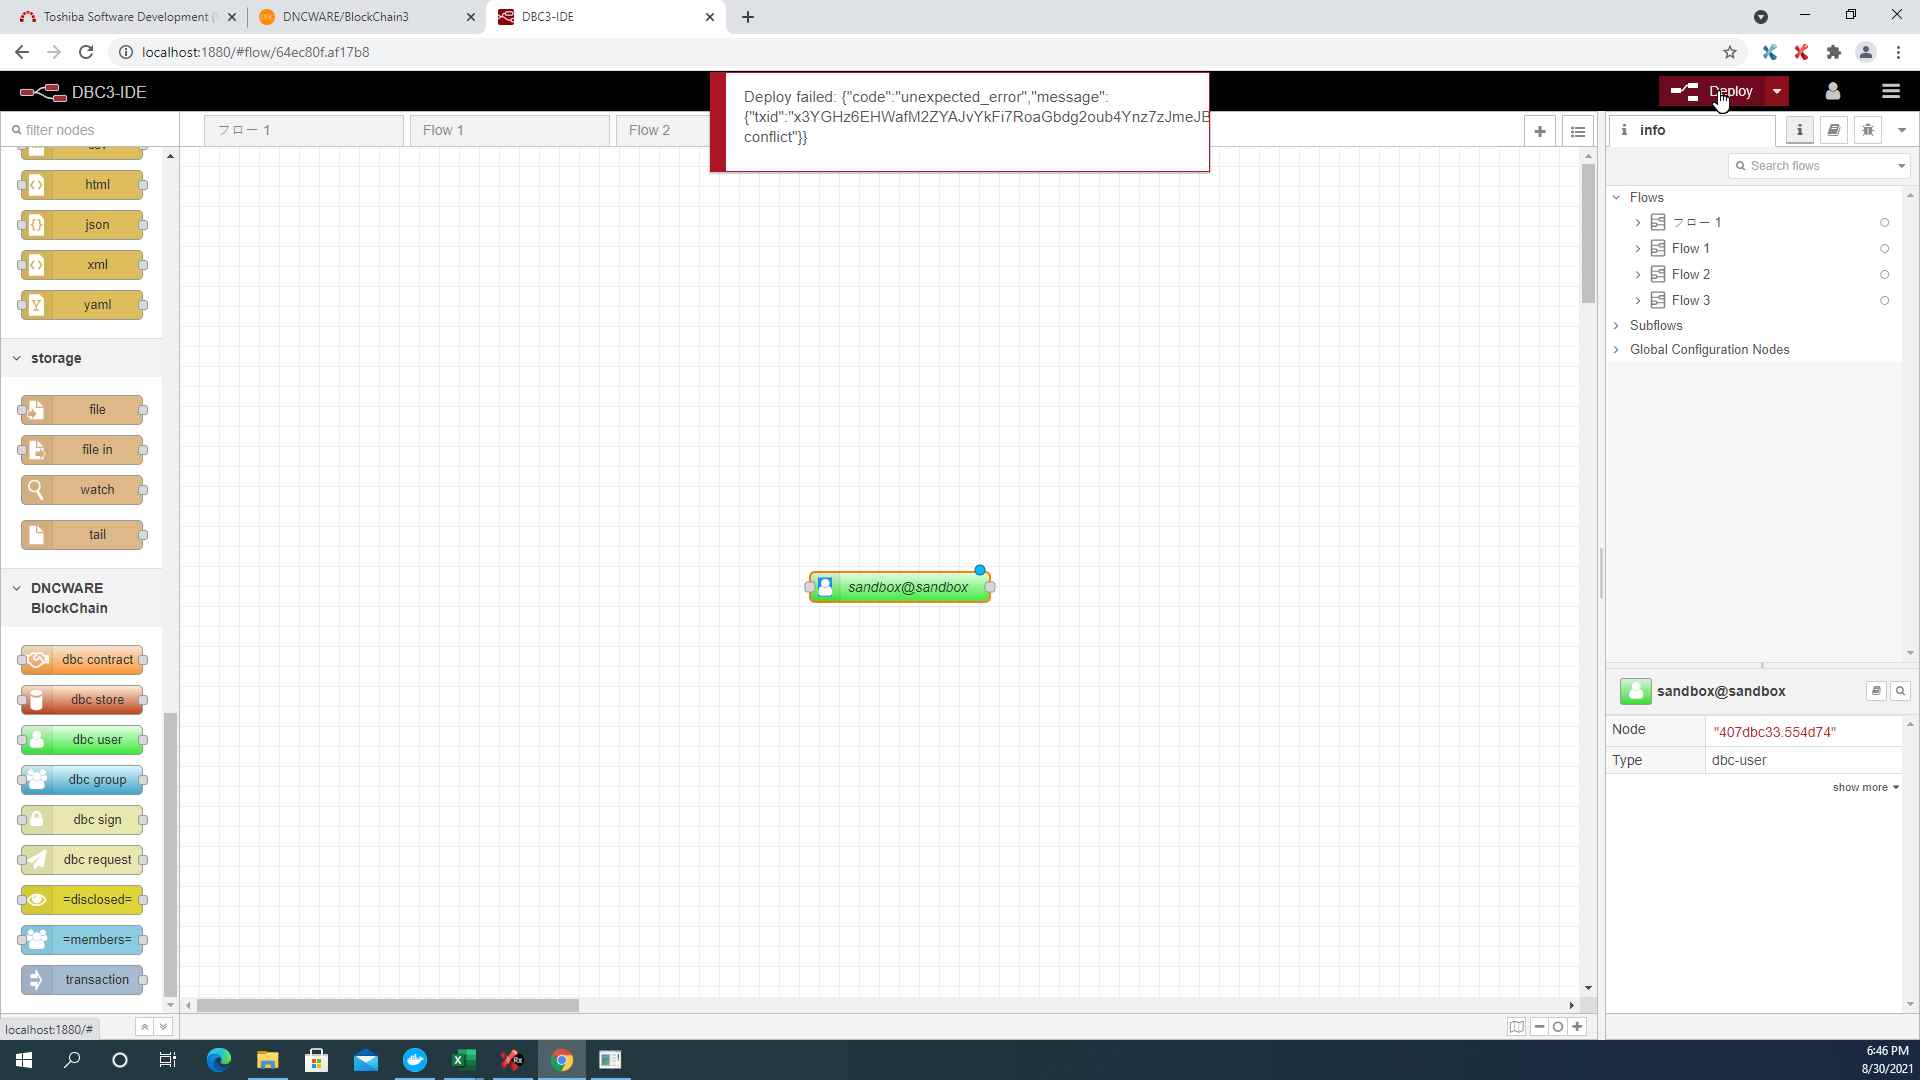 Toshiba Software Development (
DNCWARE/BlockChain3
DBC3-IDE
localhost:1880/#flow/64ec80f.af17b8
DBC3-IDE
Deploy failed: {"code":"unexpected_error","message":
{"txid":"x3YGHz6EHWafM2ZYAJvYkFi7RoaGbdg2oub4Ynz7zJmeJE
conflict"}}
Deploy
filter nodes
フロー 1
Flow 1
Flow 2
info
Search flows
html
json
xml
yaml
storage
file
file in
watch
tail
DNCWARE
BlockChain
dbc contract
dbc store
dbc user
dbc group
dbc sign
dbc request
=disclosed=
=members=
transaction
sandbox@sandbox
Flows
フロー 1
Flow 1
Flow 2
Flow 3
Subflows
Global Configuration Nodes
sandbox@sandbox
Node "407dbc33.554d74"
Type dbc-user
show more
localhost:1880/#
6:46 PM
8/30/2021